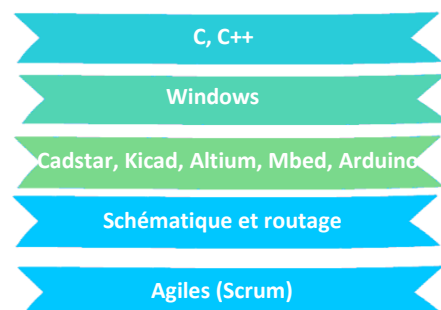 C, C++
Windows
Cadstar, Kicad, Altium, Mbed, Arduino
Schématique et routage
Agiles (Scrum)